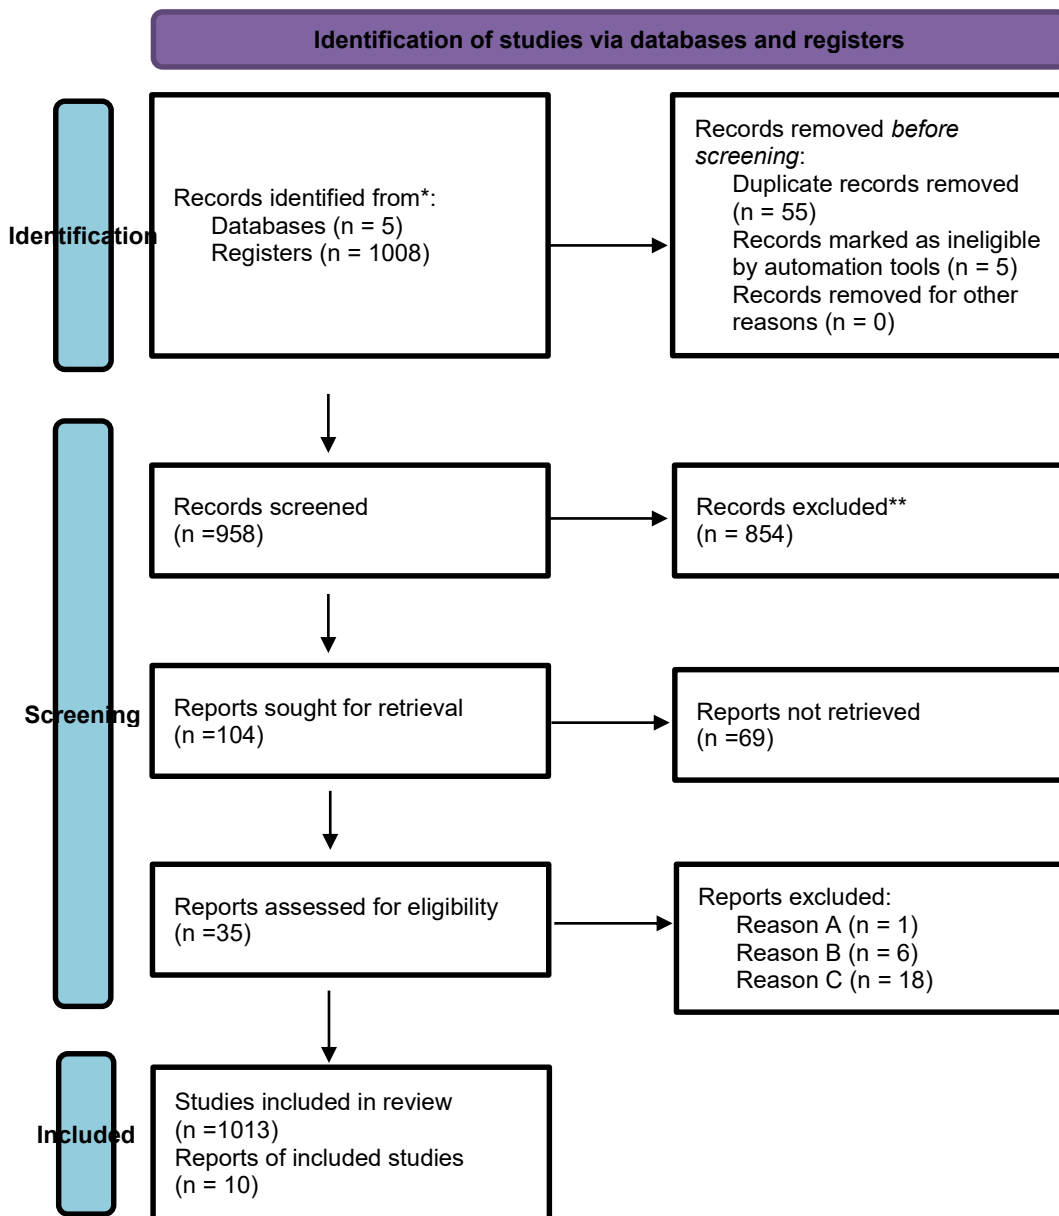 Identification of studies via databases and registers
Identification
Records identified from*:
Databases (n = 5)
Registers (n = 1008)
Records removed before
screening:
Duplicate records removed
(n = 55)
Records marked as ineligible
by automation tools (n = 5)
Records removed for other
reasons (n = 0)
Screening
Records screened
(n =958)
Records excluded**
(n = 854)
Reports sought for retrieval
(n =104)
Reports not retrieved
(n =69)
Reports assessed for eligibility
(n =35)
Reports excluded:
Reason A (n = 1)
Reason B (n = 6)
Reason C (n = 18)
Included
Studies included in review
(n =1013)
Reports of included studies
(n = 10)